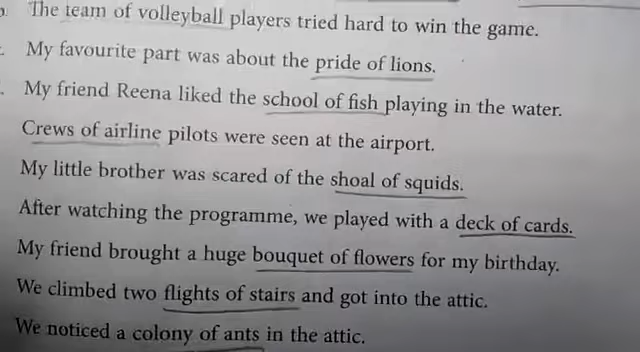 The team of volleyball players tried hard to win the game.
My favourite part was about the pride of lions.
My friend Reena liked the school of fish playing in the water.
Crews of airline pilots were seen at the airport.
My little brother was scared of the shoal of squids.
After watching the programme, we played with a deck of cards.
My friend brought a huge bouquet of flowers for my birthday.
We climbed two flights of stairs and got into the attic.
We noticed a colony of ants in the attic.